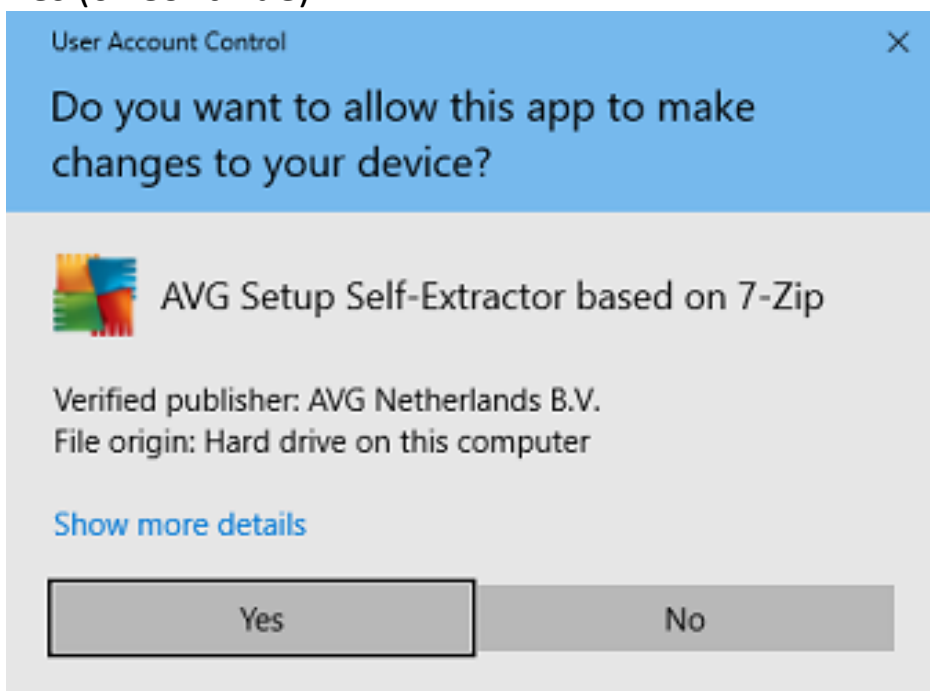 User Account Control
Do you want to allow this app to make
changes to your device?
AVG Setup Self-Extractor based on 7-Zip
Verified publisher: AVG Netherlands B.V.
File origin: Hard drive on this computer
Show more details
Yes
No